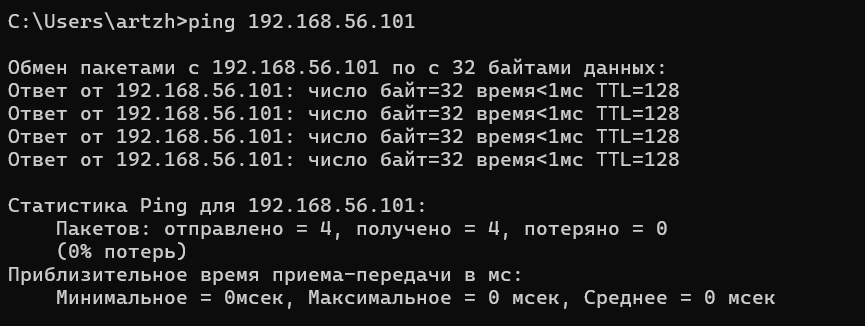 C:\Users\artzh>ping 192.168.56.101
Обмен пакетами с 192.168.56.101 по с 32 байтами данных:
Ответ от 192.168.56.101: число байт=32 время<1мс TTL=128
Ответ от 192.168.56.101: число байт=32 время<1мс TTL=128
Ответ от 192.168.56.101: число байт=32 время<1мс TTL=128
Ответ от 192.168.56.101: число байт=32 время<1мс TTL=128
Статистика Ping для 192.168.56.101:
Пакетов: отправлено = 4, получено = 4, потеряно = 0
(0% потерь)
Приблизительное время приема-передачи в мс:
Минимальное = 0мсек, Максимальное = 0 мсек, Среднее = 0 мсек